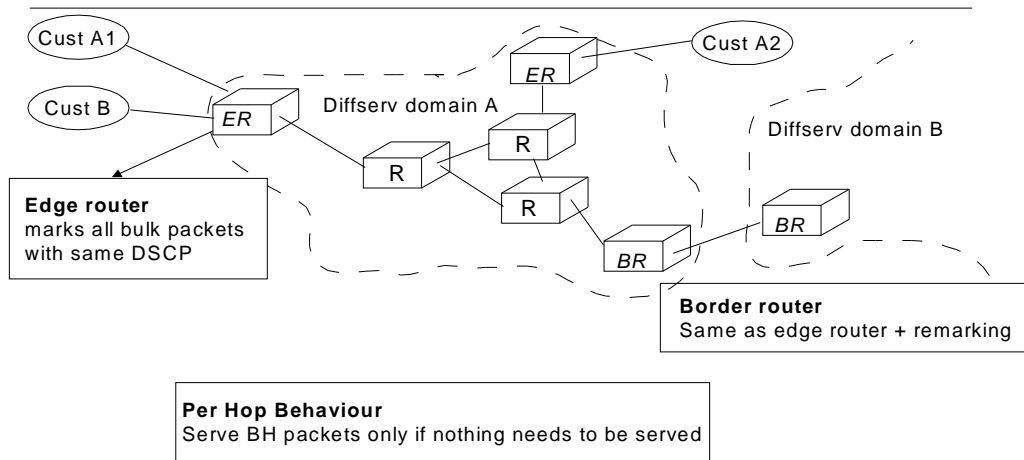 Cust A1
Cust A2
ER
Cust B
Diffserv domain A
ER
Diffserv domain B
R
R
R
Edge router
marks all bulk packets
with same DSCP
BR
BR
Border router
Same as edge router + remarking
Per Hop Behaviour
Serve BH packets only if nothing needs to be served